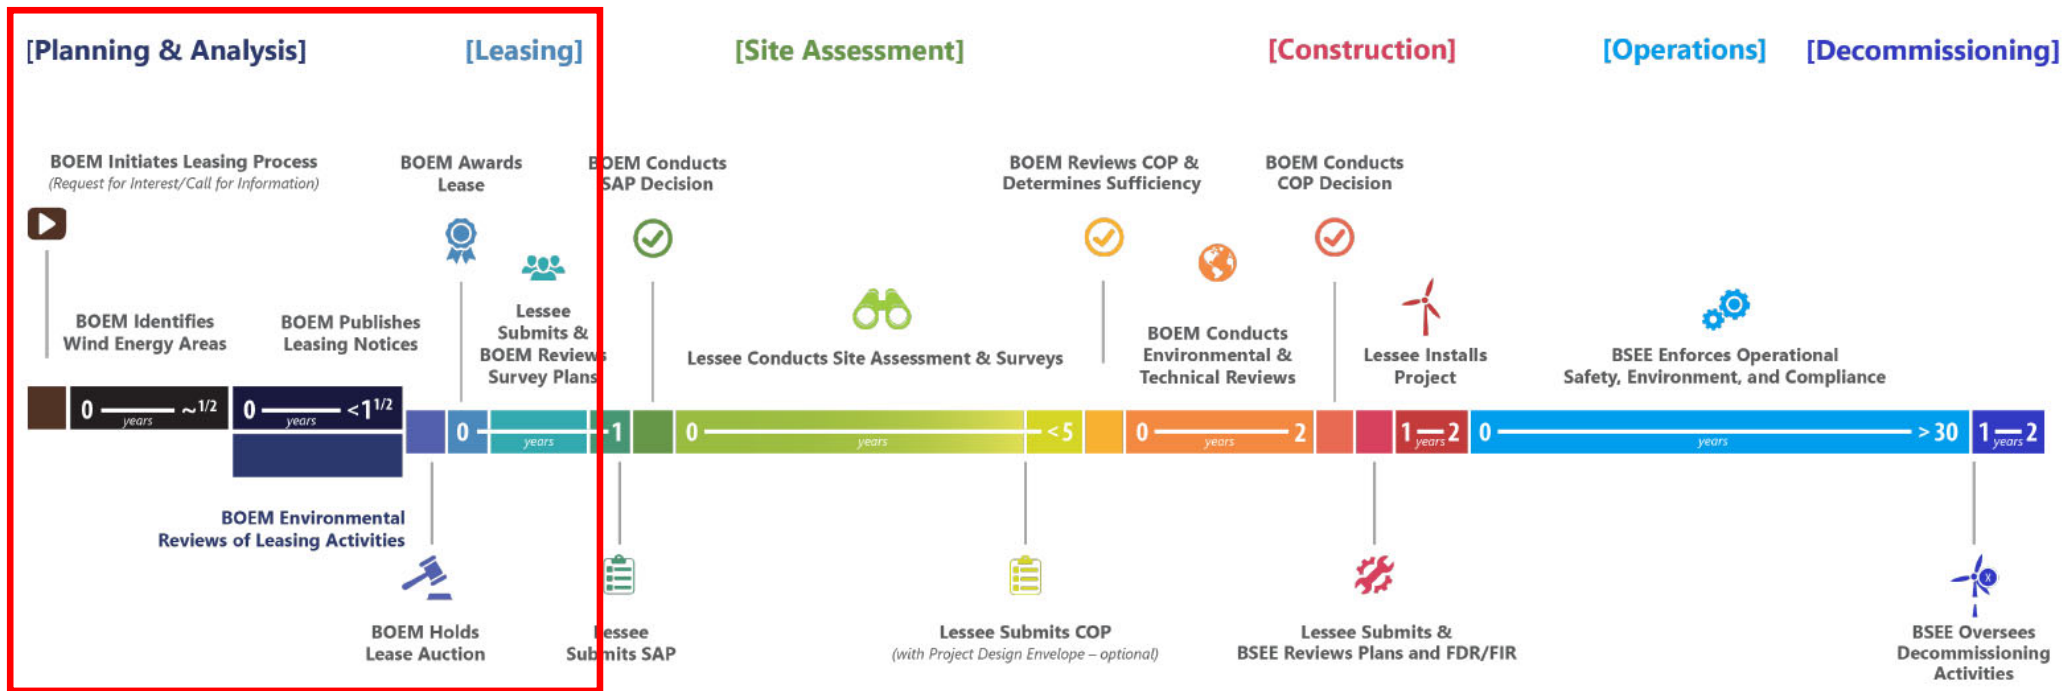 [Planning & Analysis]
[Leasing]
[Site Assessment]
[Construction]
[Operations]
[Decommissioning]
BOEM Initiates Leasing Process
(Request for Interest/Call for Information)
BOEM Awards
Lease
BOEM Conducts
SAP Decision
BOEM Reviews COP &
Determines Sufficiency
BOEM Conducts
COP Decision
BOEM Identifies
Wind Energy Areas
BOEM Publishes
Leasing Notices
Lessee
Submits &
BOEM Reviews
Survey Plans
Lessee Conducts Site Assessment & Surveys
BOEM Conducts
Environmental &
Technical Reviews
Lessee Installs
Project
BSEE Enforces Operational
Safety, Environment, and Compliance
0 ~1/2
years
0 <1 1/2
years
0 1
years
0 <5
years
0 2
years
1 2
years
0 >30
years
1 2
years
BOEM Environmental
Reviews of Leasing Activities
BOEM Holds
Lease Auction
Lessee
Submits SAP
Lessee Submits COP
(with Project Design Envelope – optional)
Lessee Submits &
BSEE Reviews Plans and FDR/FIR
X
BSEE Oversees
Decommissioning
Activities